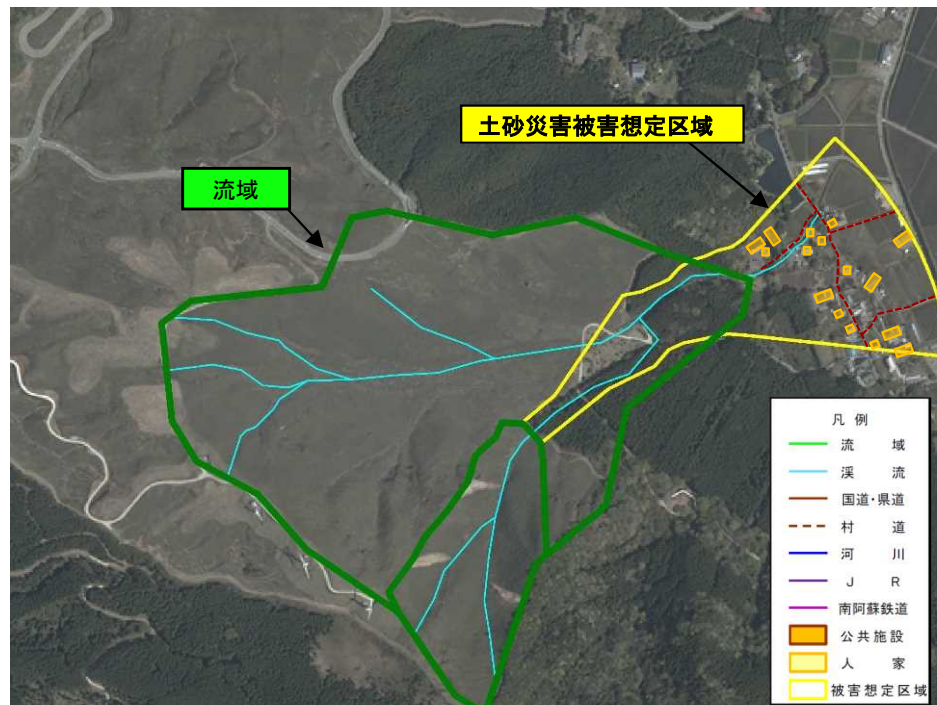 土砂災害被害想定区域
流域
凡例
流域
渓流
国道・県道
村道
河川
JR
南阿蘇鉄道
公共施設
人家
被害想定区域